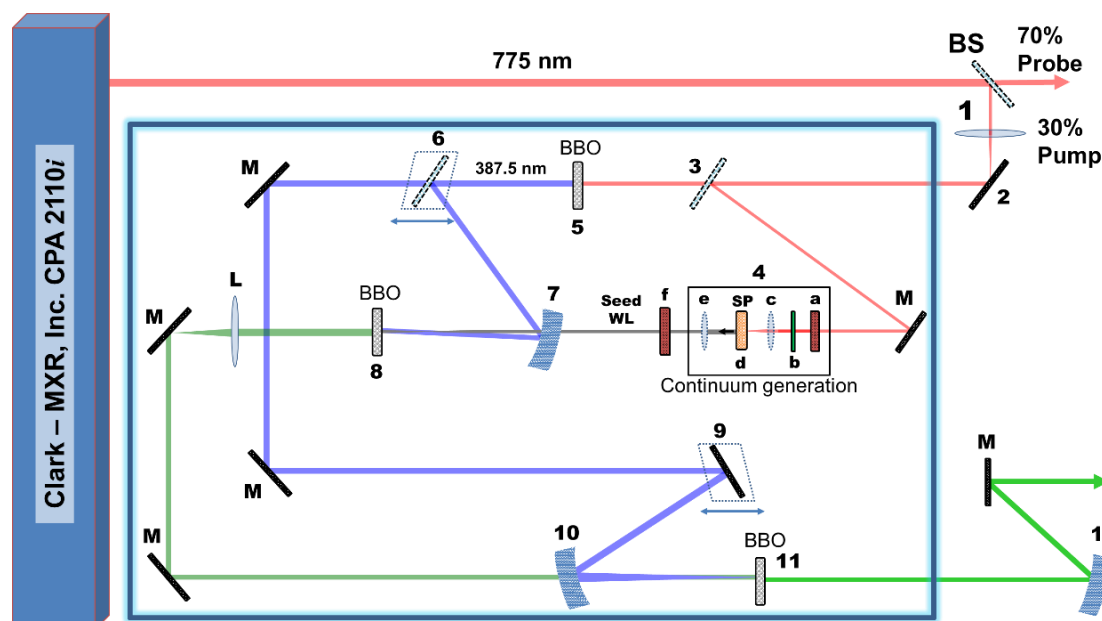 Clark – MXR, Inc. CPA 2110i
775 nm
BS
70%
Probe
1
30%
Pump
2
3
6
M
387.5 nm
BBO
5
4
M
L
BBO
8
7
Seed
WL
f
e
SP
c
a
d
b
M
Continuum generation
9
M
M
M
10
BBO
11
M